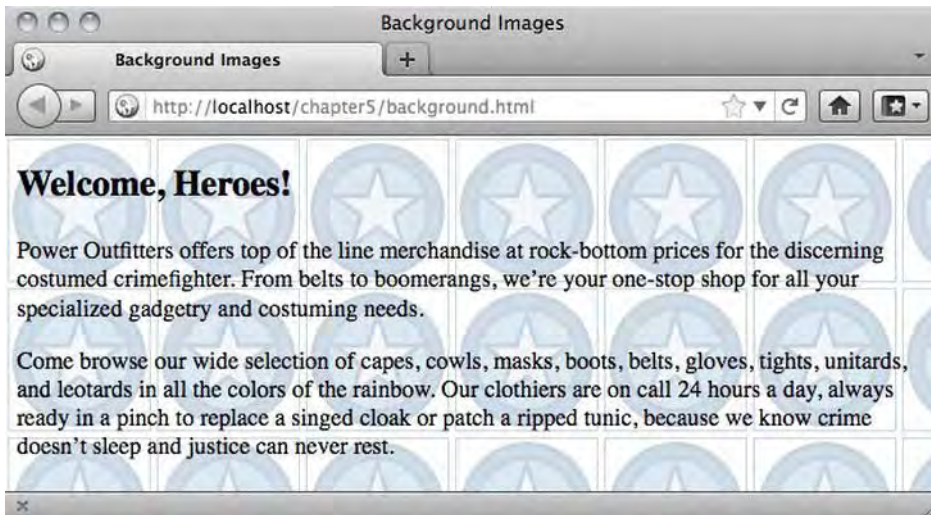 Background Images
Background Images
http://localhost/chapter5/background.html
Welcome, Heroes!
Power Outfitters offers top of the line merchandise at rock-bottom prices for the discerning
costumed crimefighter. From belts to boomerangs, we’re your one-stop shop for all your
specialized gadgetry and costuming needs.
Come browse our wide selection of capes, cowls, masks, boots, belts, gloves, tights, unitards,
and leotards in all the colors of the rainbow. Our clothiers are on call 24 hours a day, always
ready in a pinch to replace a singed cloak or patch a ripped tunic, because we know crime
doesn’t sleep and justice can never rest.